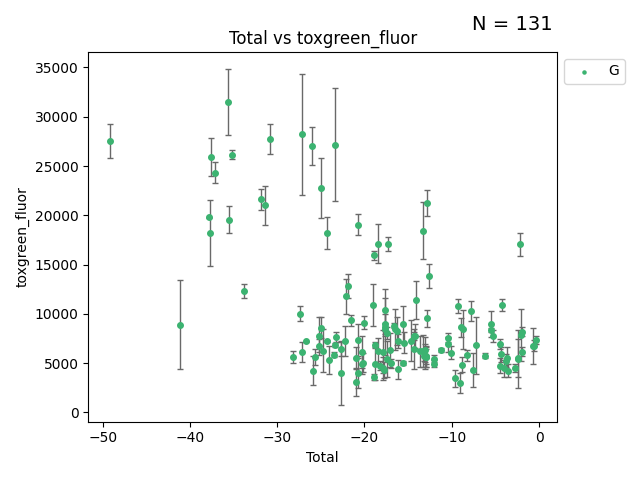 N = 131
Total vs toxgreen_fluor
G
toxgreen_fluor
35000
30000
25000
20000
15000
10000
5000
0
−50 −40 −30 −20 −10 0
Total